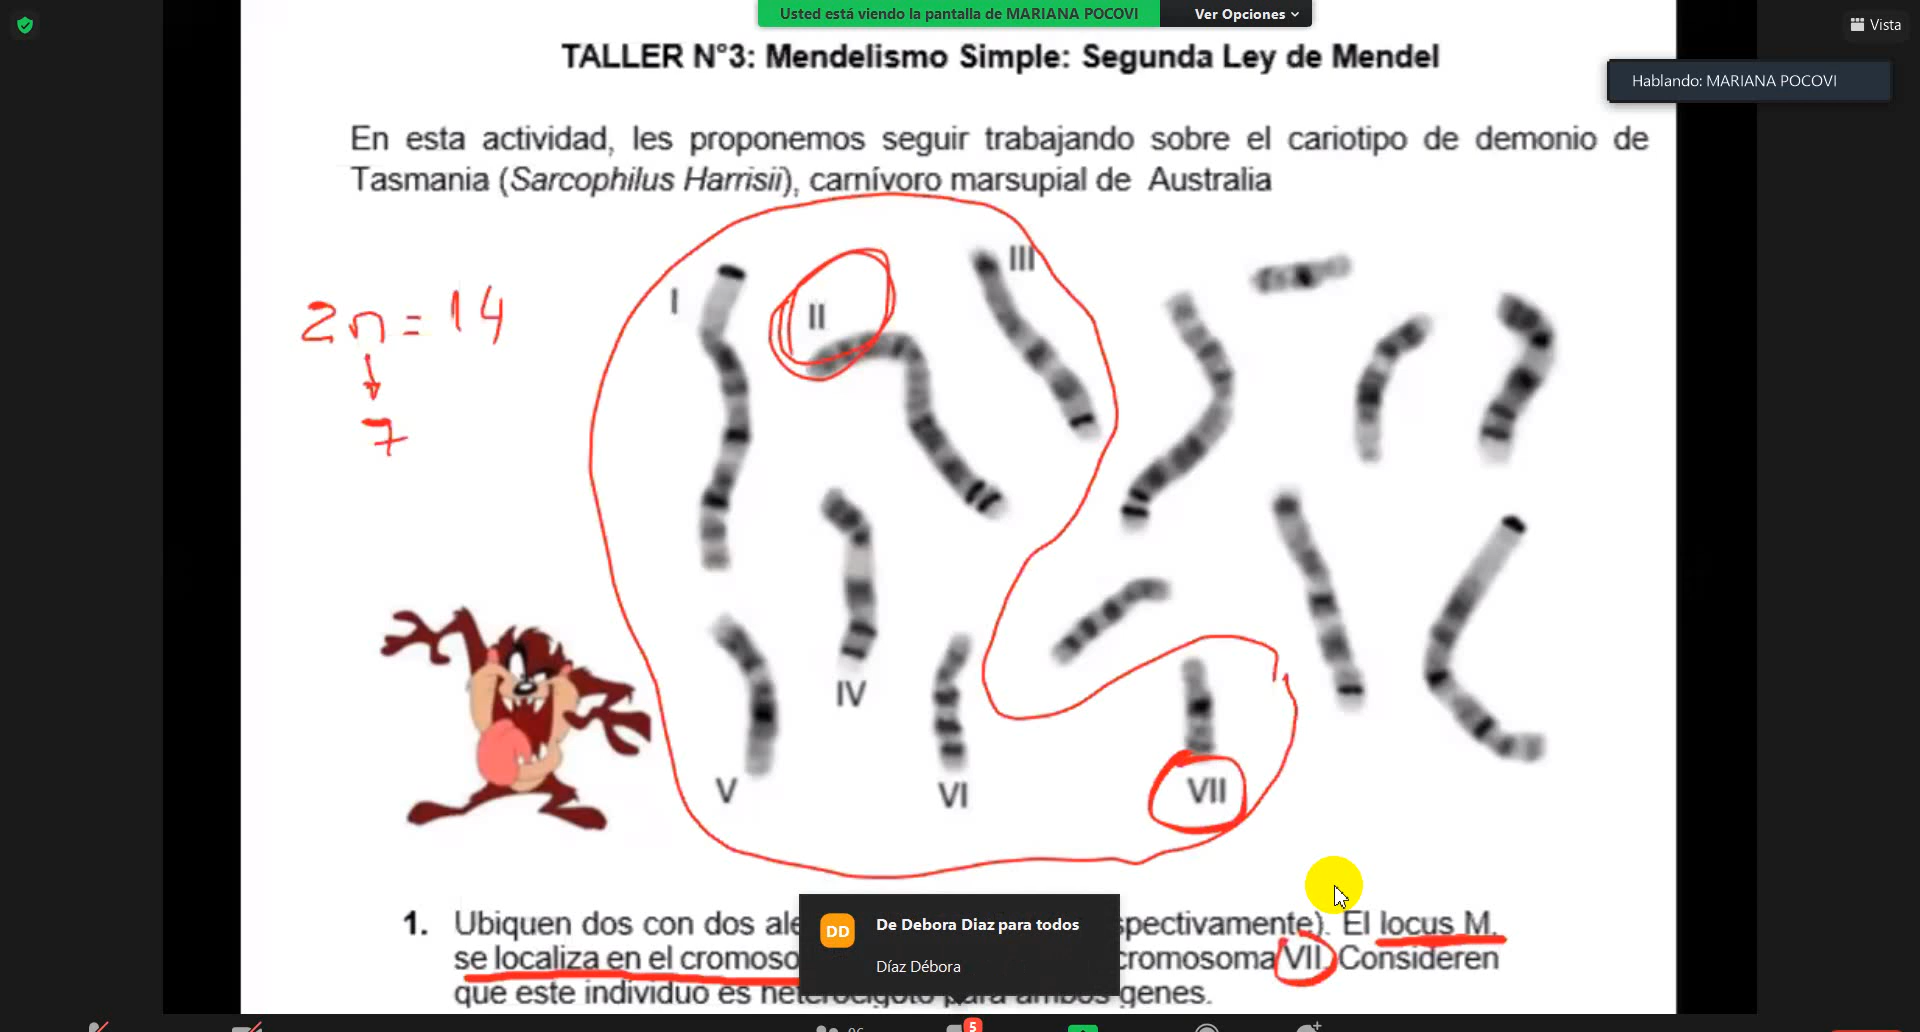 Usted está viendo la pantalla de MARIANA POCOVI
Ver Opciones
Vista
TALLER N°3: Mendelismo Simple: Segunda Ley de Mendel
Hablando: MARIANA POCOVI
En esta actividad, les proponemos seguir trabajando sobre el cariotipo de demonio de
Tasmania (Sarcophilus Harrisii), carnívoro marsupial de Australia
I
II
III
2n = 14
7
IV
V
VI
VII
1. Ubiquen dos con dos ale
spectivamente). El locus M.
se localiza en el cromoso
cromosoma VII. Consideren
que este individuo es heterocigoto para ambos genes.
De Debora Diaz para todos
DD
Díaz Débora
5